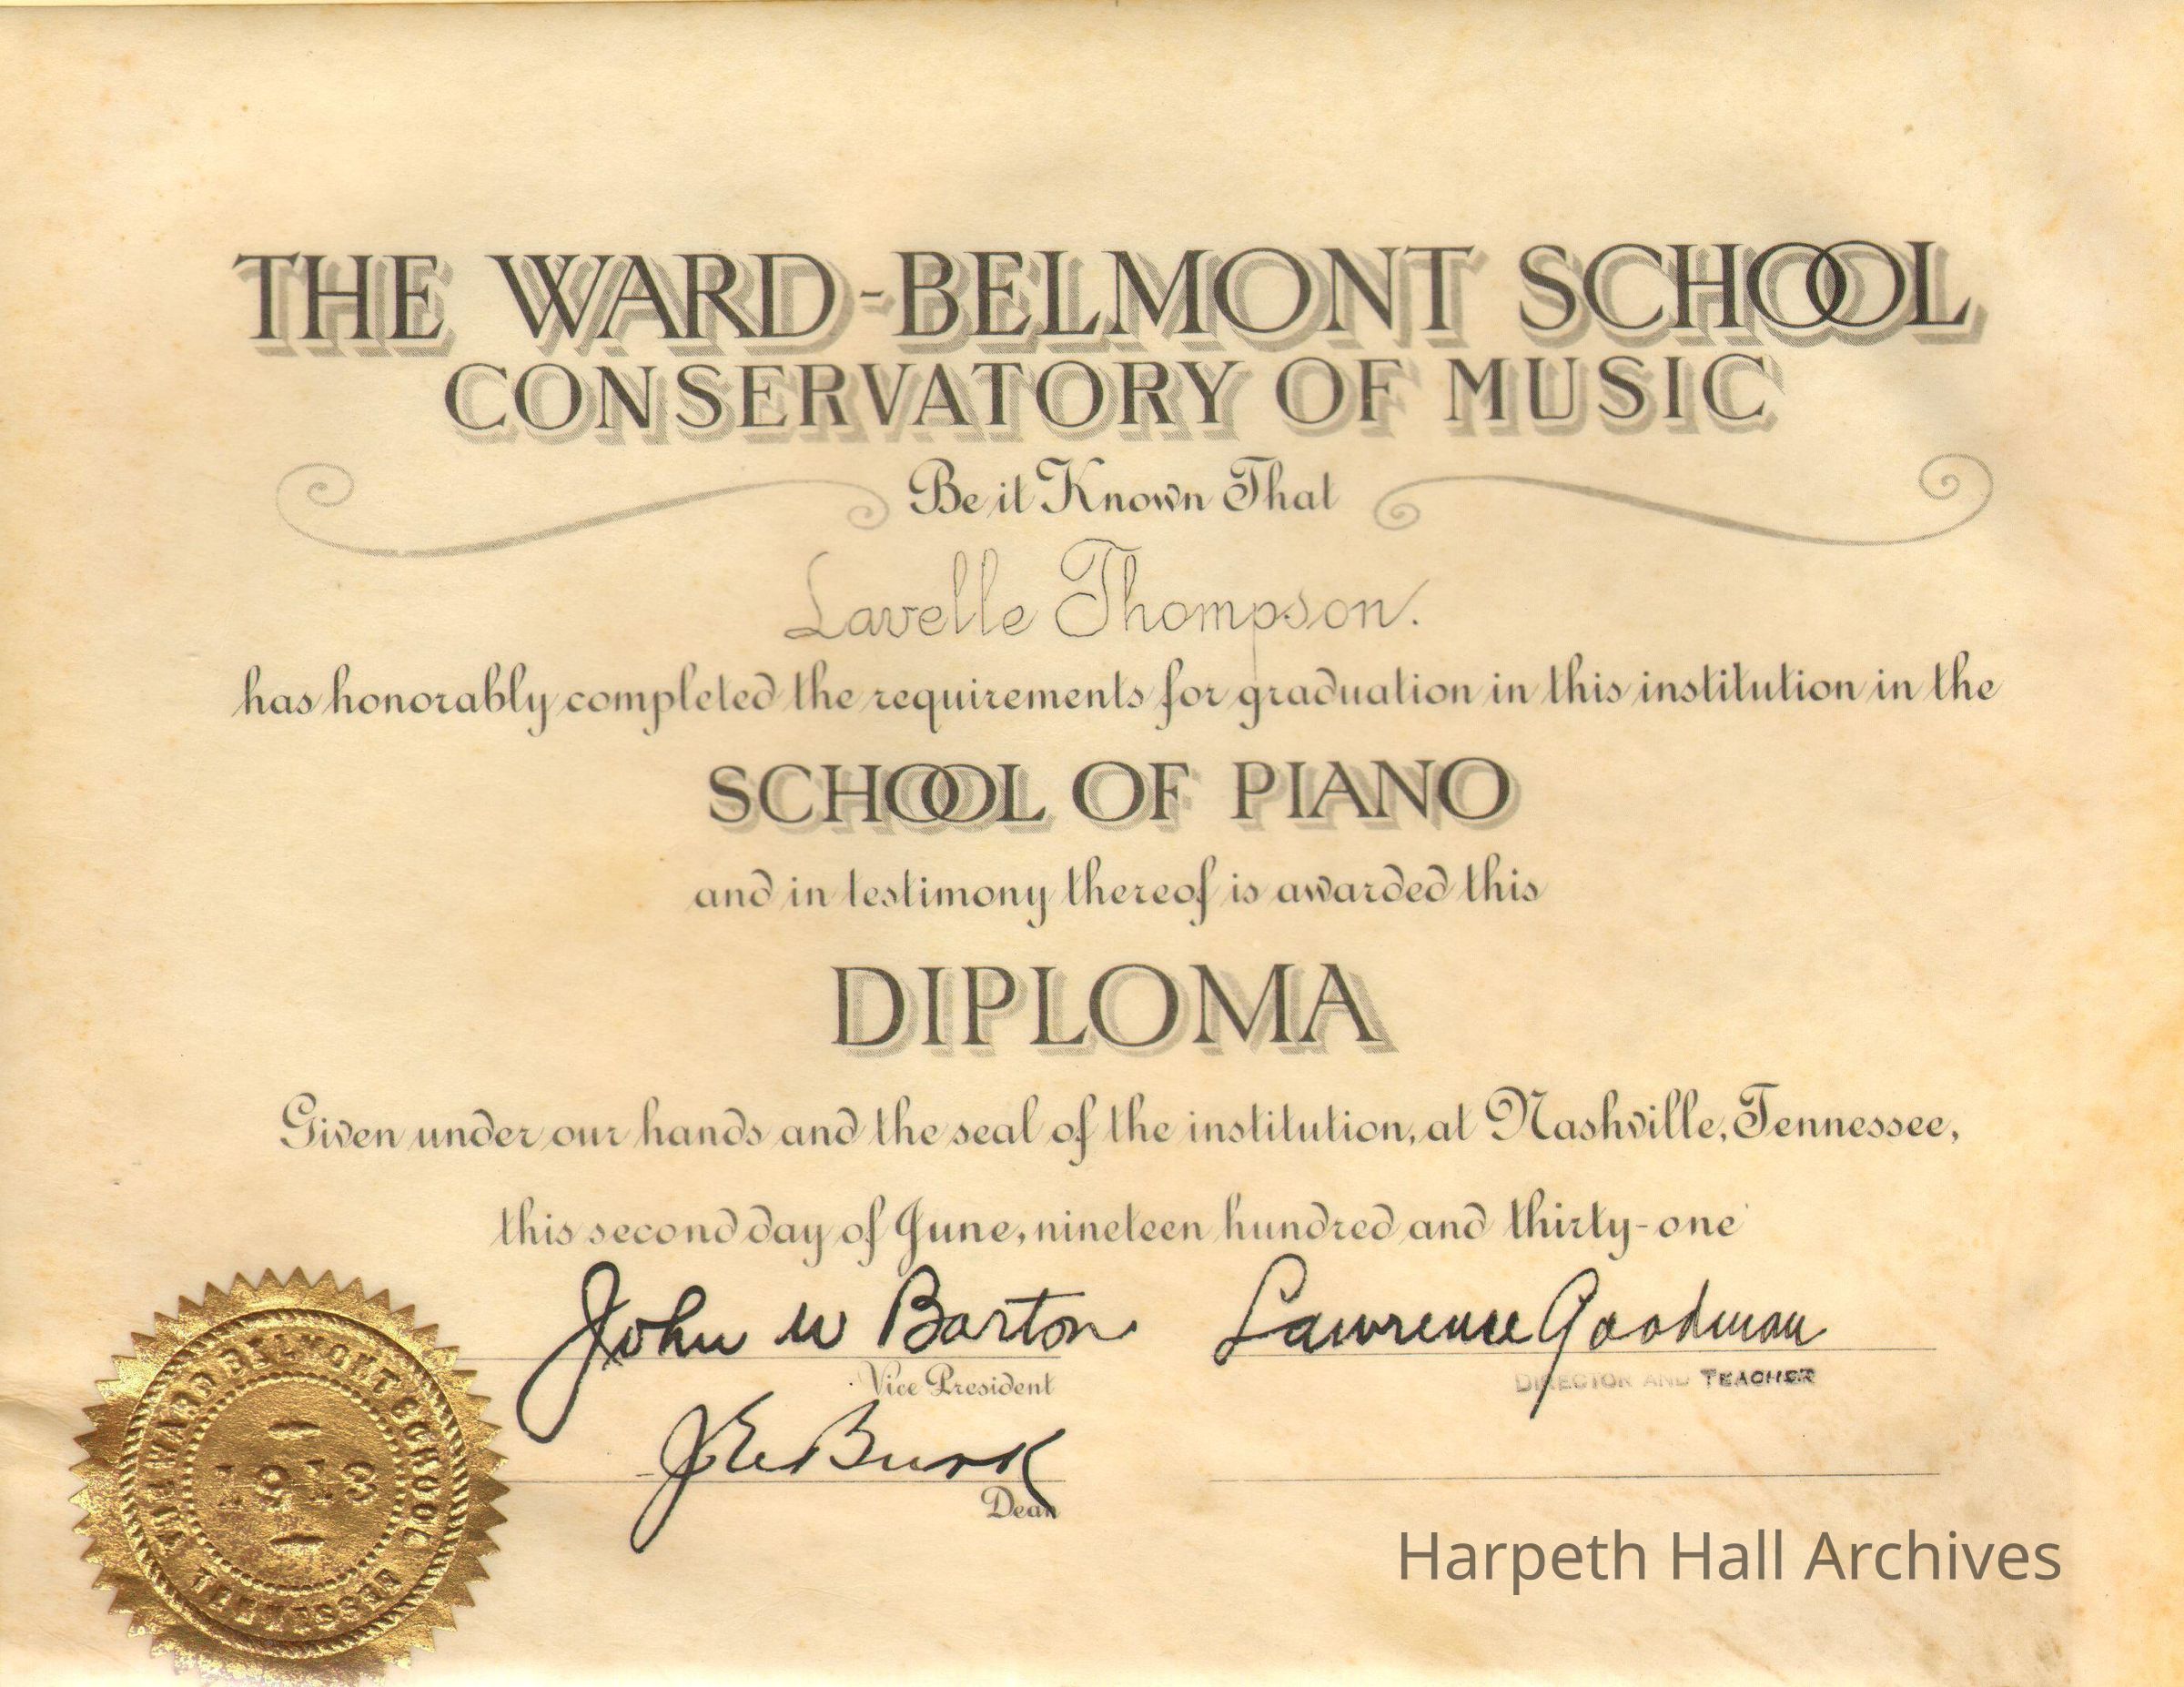 THE WARD-BELMONT SCHOOL
CONSERVATORY OF MUSIC
Be it Known That
Lavelle Thompson.
has honorably completed the requirements for graduation in this institution in the
SCHOOL OF PIANO
and in testimony thereof is awarded this
DIPLOMA
Given under our hands and the seal of the institution, at Nashville, Tennessee,
this second day of June, nineteen hundred and thirty-one
John W Barton
Vice President
Lawrence Goodman
DIRECTOR AND TEACHER
J E Burk
Dean
THE WARD BELMONT SCHOOL
1913
TENNESSEE
Harpeth Hall Archives